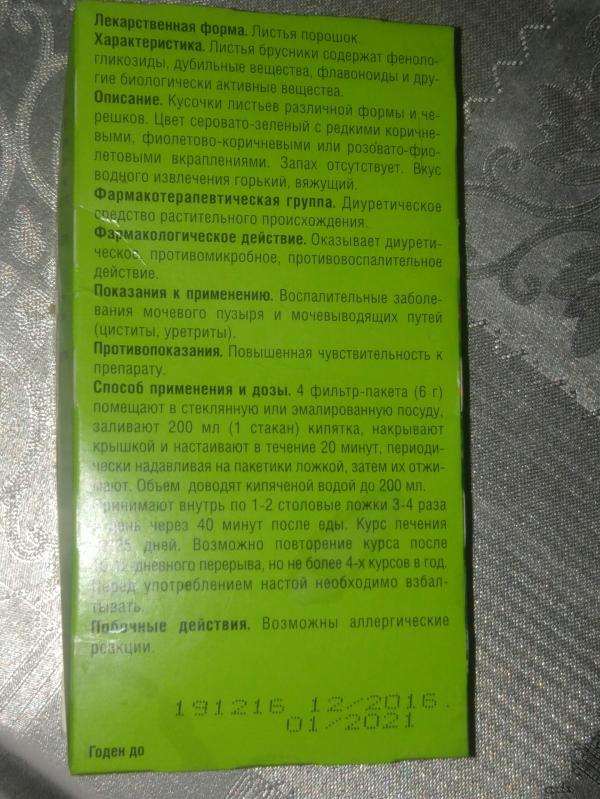 Лекарственная форма. Листья порошок.
Характеристика. Листья брусники содержат феноло-
гликозиды, дубильные вещества, флавоноиды и дру-
гие биологически активные вещества.
Описание. Кусочки листьев различной формы и че-
решков. Цвет серовато-зеленый с редкими коричне-
выми, фиолетово-коричневыми или розовато-фио-
летовыми вкраплениями. Запах отсутствует. Вкус
водного извлечения горький, вяжущий.
Фармакотерапевтическая группа. Диуретическое
средство растительного происхождения.
Фармакологическое действие. Оказывает диурети-
ческое, противомикробное, противовоспалительное
действие.
Показания к применению. Воспалительные заболе-
вания мочевого пузыря и мочевыводящих путей
(циститы, уретриты).
Противопоказания. Повышенная чувствительность к
препарату.
Способ применения и дозы. 4 фильтр-пакета (6 г)
помещают в стеклянную или эмалированную посуду,
заливают 200 мл (1 стакан) кипятка, накрывают
крышкой и настаивают в течение 20 минут, периоди-
чески надавливая на пакетики ложкой, затем их отжи-
мают. Объем доводят кипяченой водой до 200 мл.
Принимают внутрь по 1-2 столовые ложки 3-4 раза
через 40 минут после еды. Курс лечения
дней. Возможно повторение курса после
дневного перерыва, но не более 4-х курсов в год.
Перед употреблением настой необходимо взбал-
тывать.
Побочные действия. Возможны аллергические
реакции.
191216 12/2016.
01/2021
Годен до